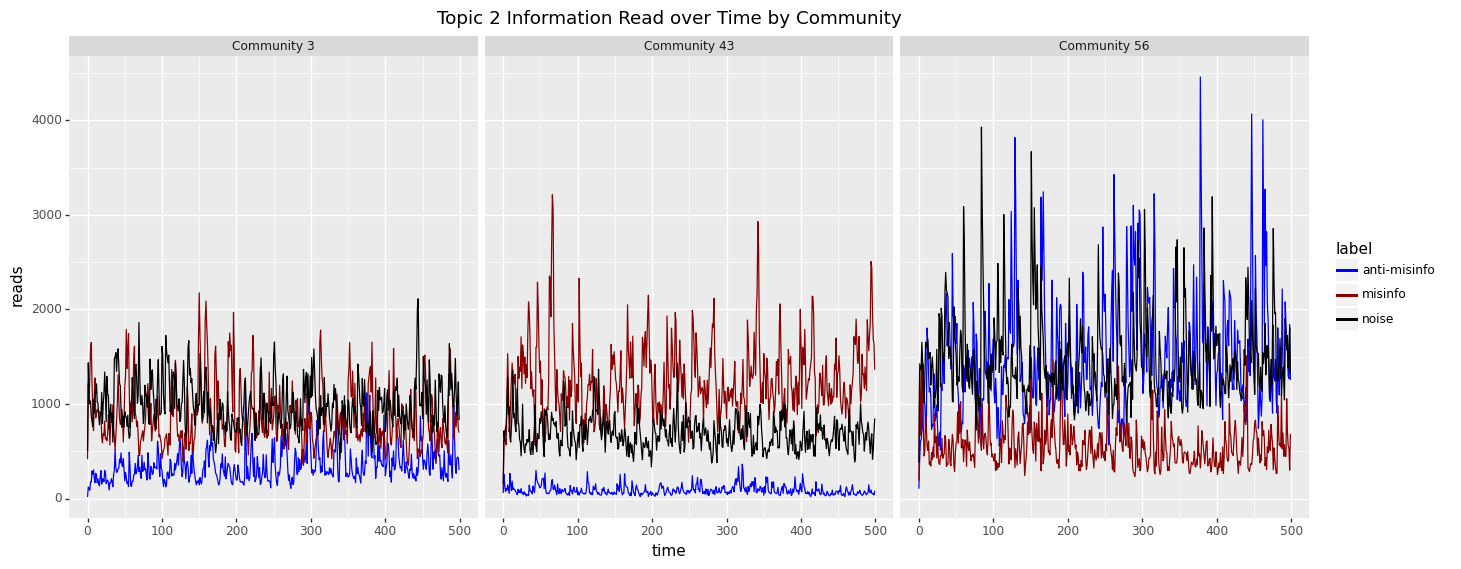 Topic 2 Information Read over Time by Community
Community 3
Community 43
Community 56
4000
3000
2000
1000
0
reads
0 100 200 300 400 500
0 100 200 300 400 500
0 100 200 300 400 500
time
label
anti-misinfo
misinfo
noise